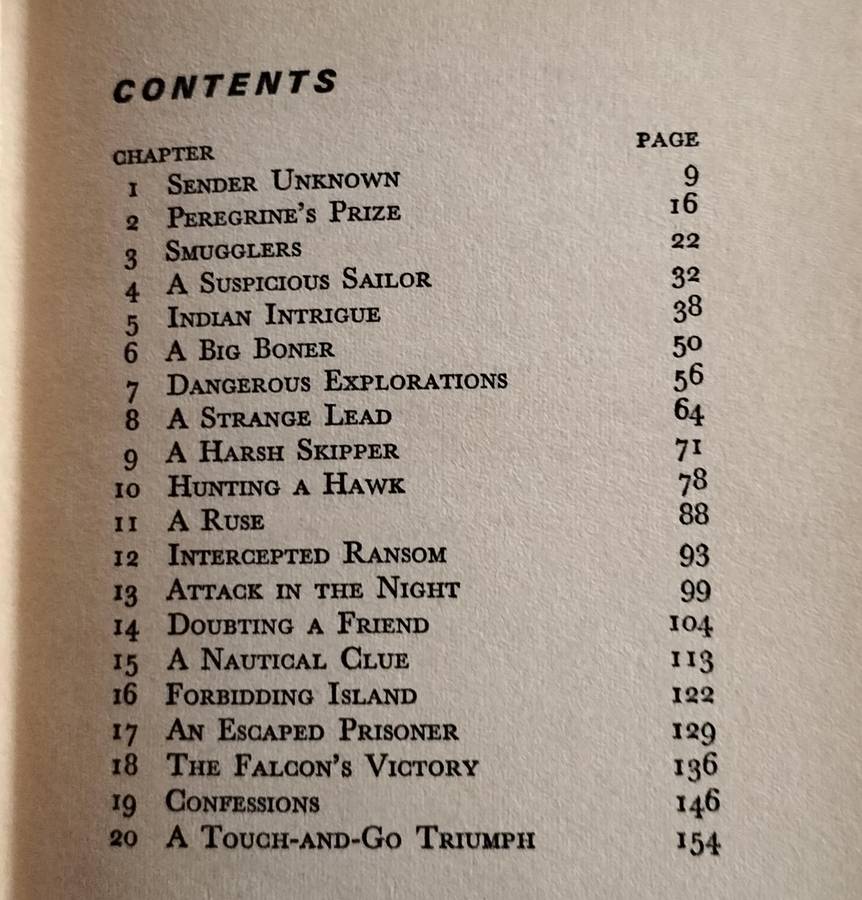 CONTENTS
CHAPTER PAGE
1 SENDER UNKNOWN 9
2 PEREGRINE'S PRIZE 16
3 SMUGGLERS 22
4 A SUSPICIOUS SAILOR 32
5 INDIAN INTRIGUE 38
6 A BIG BONER 50
7 DANGEROUS EXPLORATIONS 56
8 A STRANGE LEAD 64
9 A HARSH SKIPPER 71
10 HUNTING A HAWK 78
11 A RUSE 88
12 INTERCEPTED RANSOM 93
13 ATTACK IN THE NIGHT 99
14 DOUBTING A FRIEND 104
15 A NAUTICAL CLUE 113
16 FORBIDDING ISLAND 122
17 AN ESCAPED PRISONER 129
18 THE FALCON'S VICTORY 136
19 CONFESSIONS 146
20 A TOUCH-AND-GO TRIUMPH 154